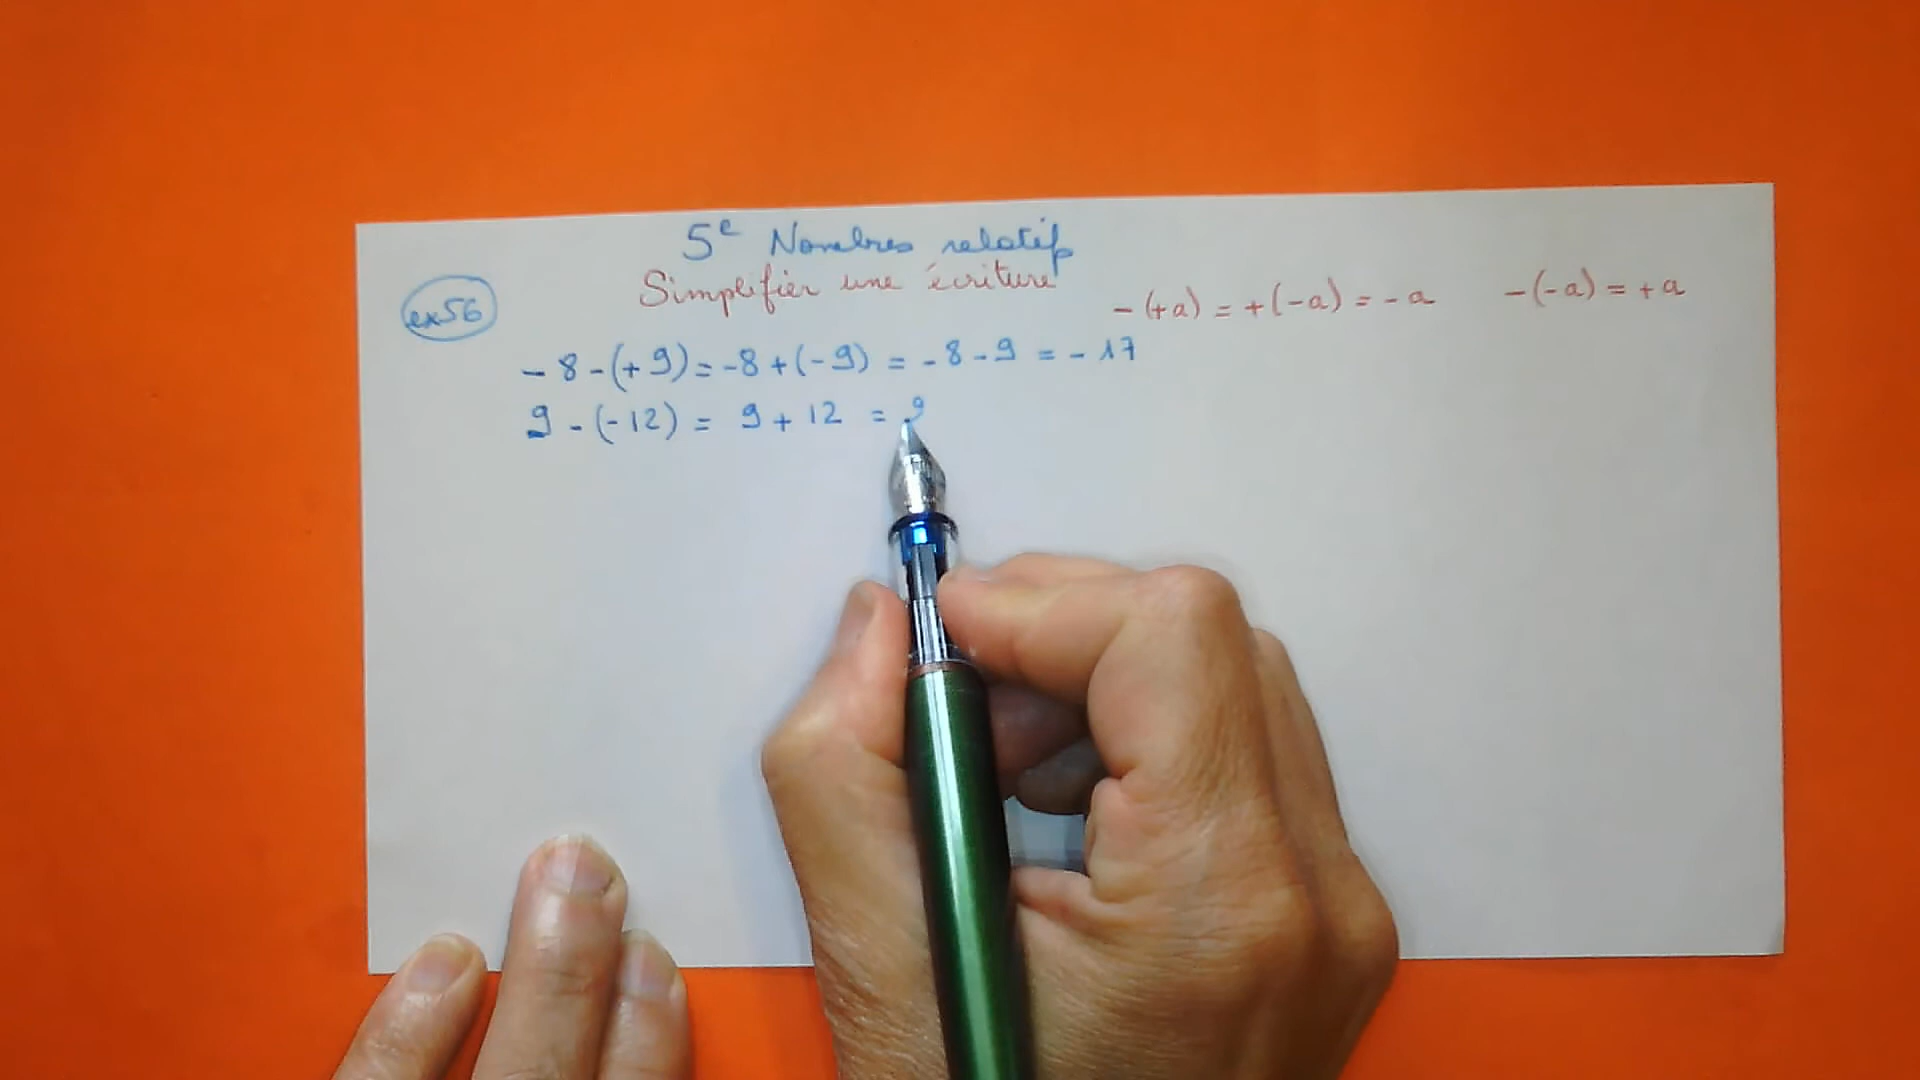 5e Nombres relatifs
Simplifier une écriture
ex56
-(+a) = +(-a) = -a -(-a) = +a
-8-(+9) = -8+(-9) = -8-9 = -17
9-(-12) = 9+12 =